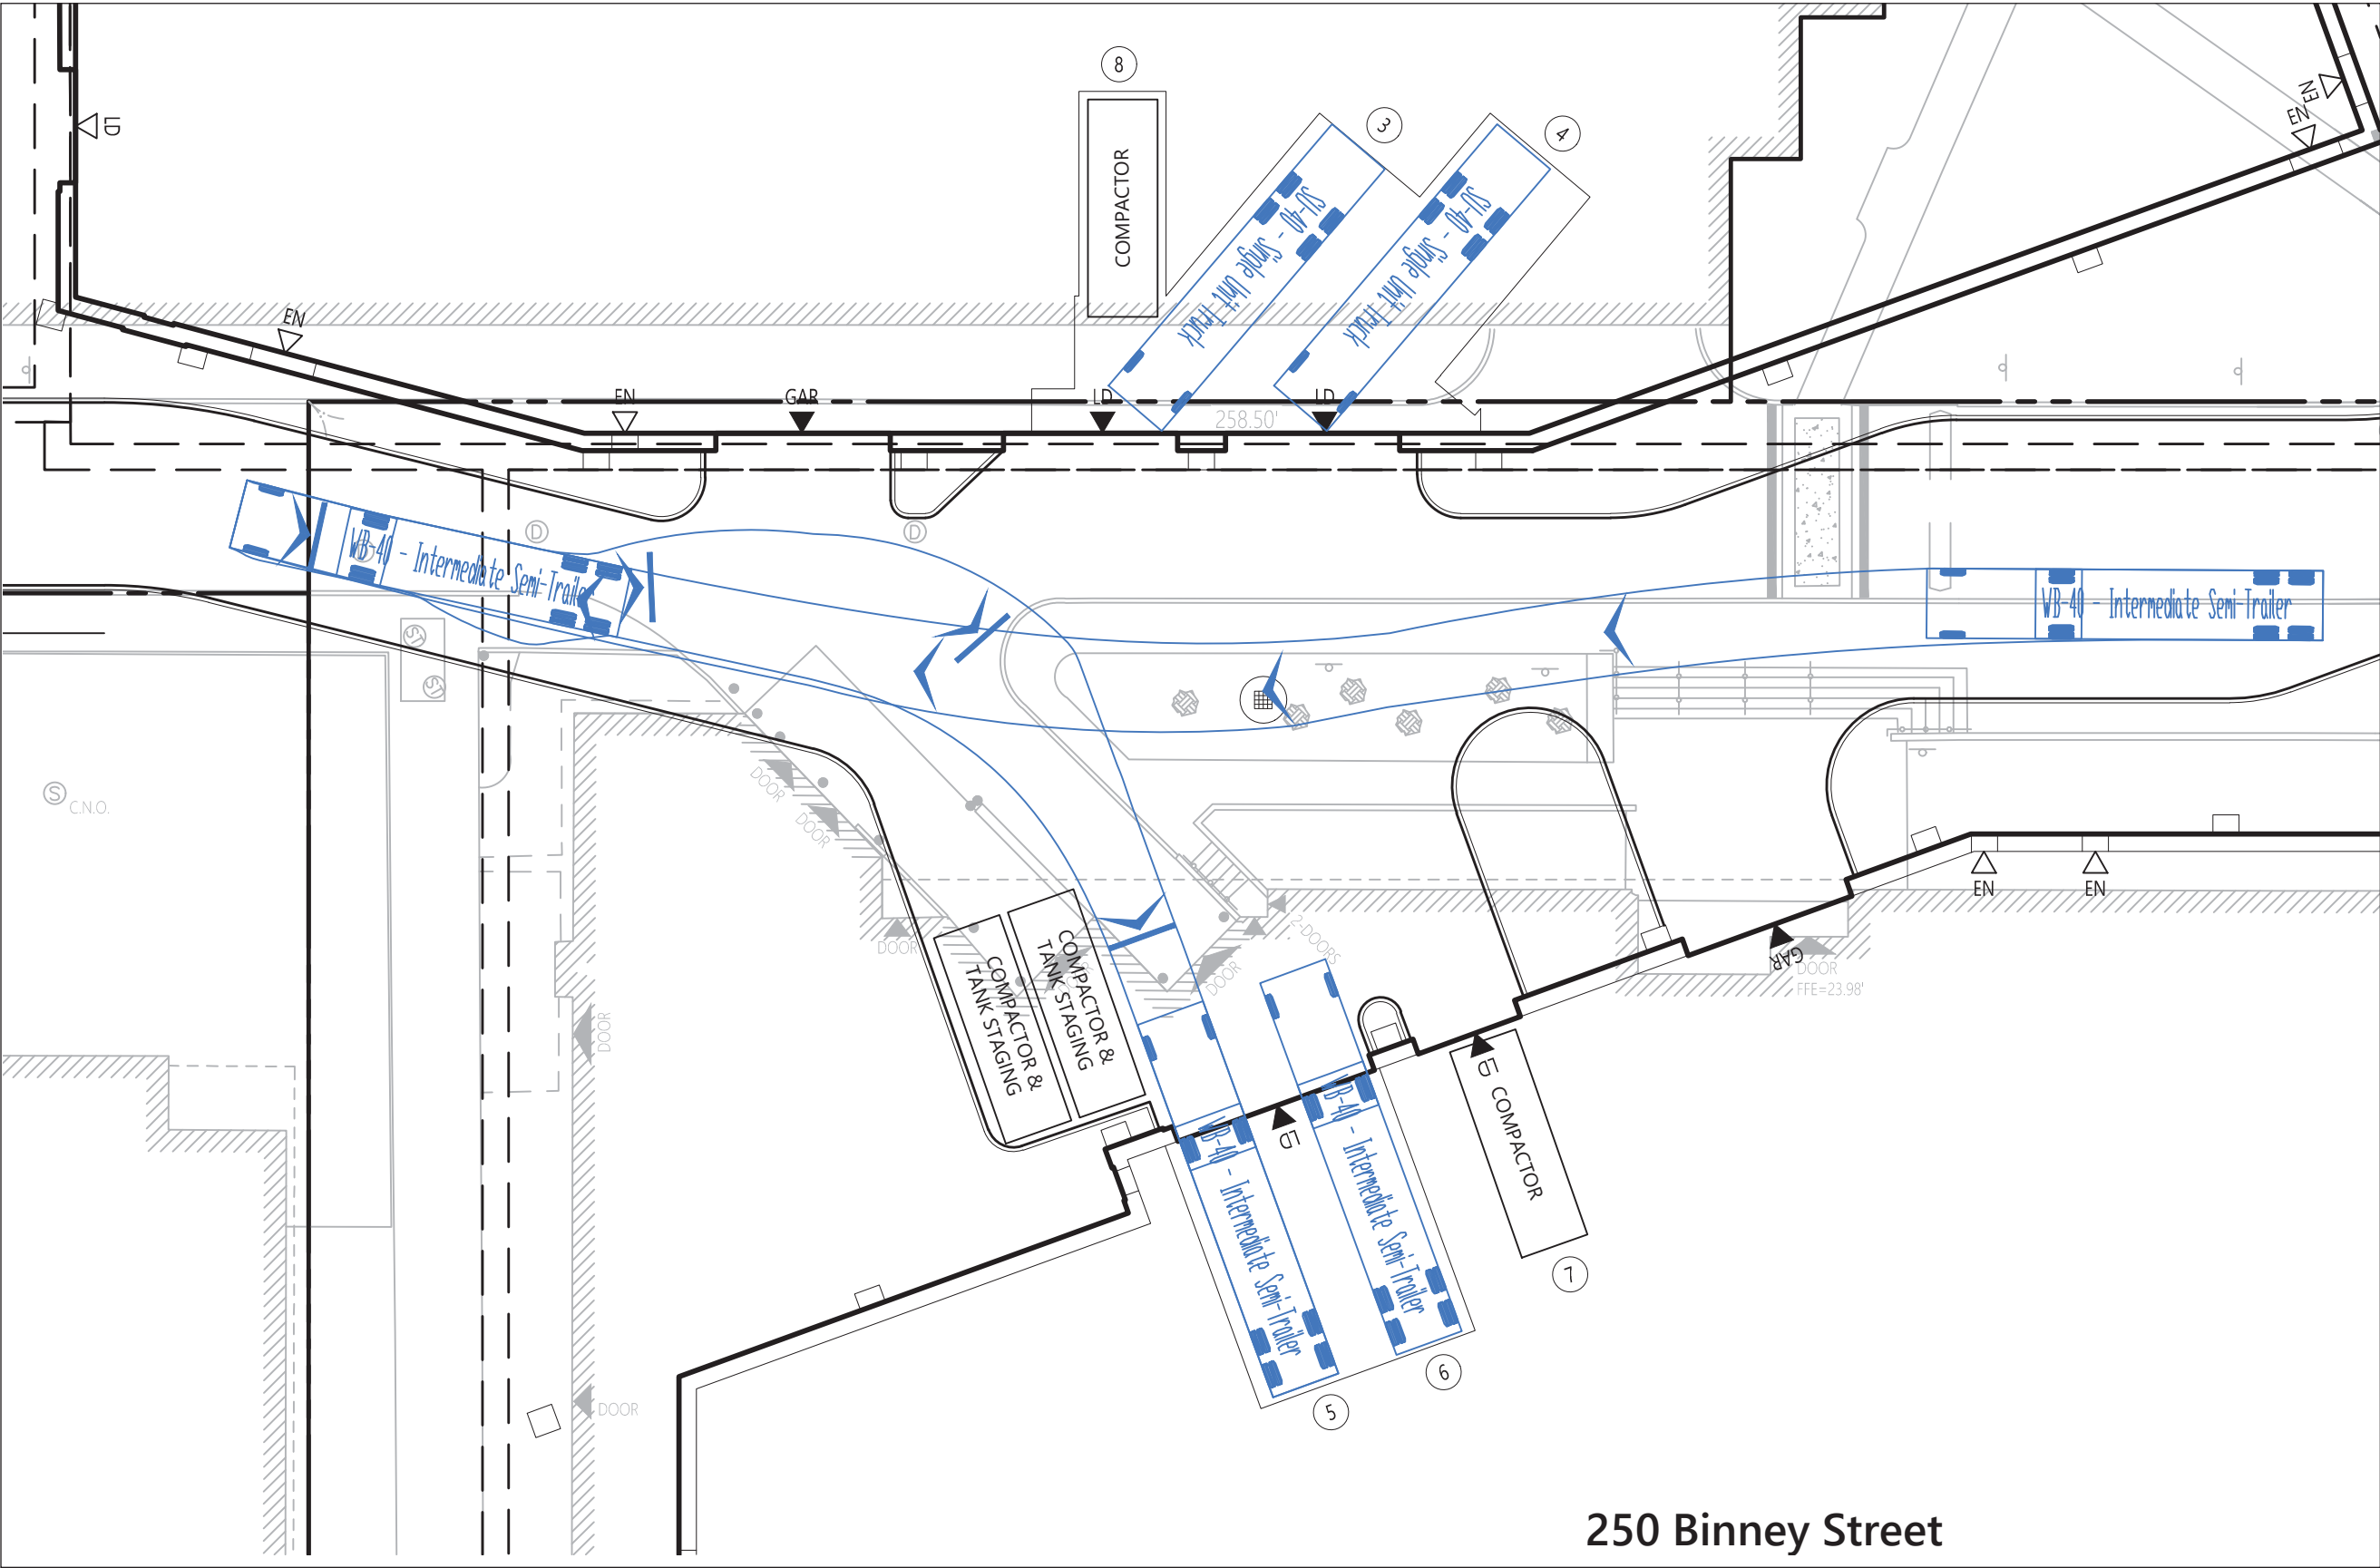 8
3
4
LD
EN
EN
COMPACTOR
SU-40 - Single Unit Truck
SU-40 - Single Unit Truck
EN
EN
GAR
LD
LD
258.50'
D
D
WB-40 - Intermediate Semi-Trailer
WB-40 - Intermediate Semi-Trailer
ST
ST
S
C.N.O.
DOOR
DOOR
DOOR
2-DOORS
DOOR
EN
EN
GAR
DOOR
FFE=23.98'
COMPACTOR &
TANK STAGING
COMPACTOR &
TANK STAGING
DOOR
LD
LD
COMPACTOR
WB-40 - Intermediate Semi-Trailer
WB-40 - Intermediate Semi-Trailer
7
6
5
DOOR
250 Binney Street